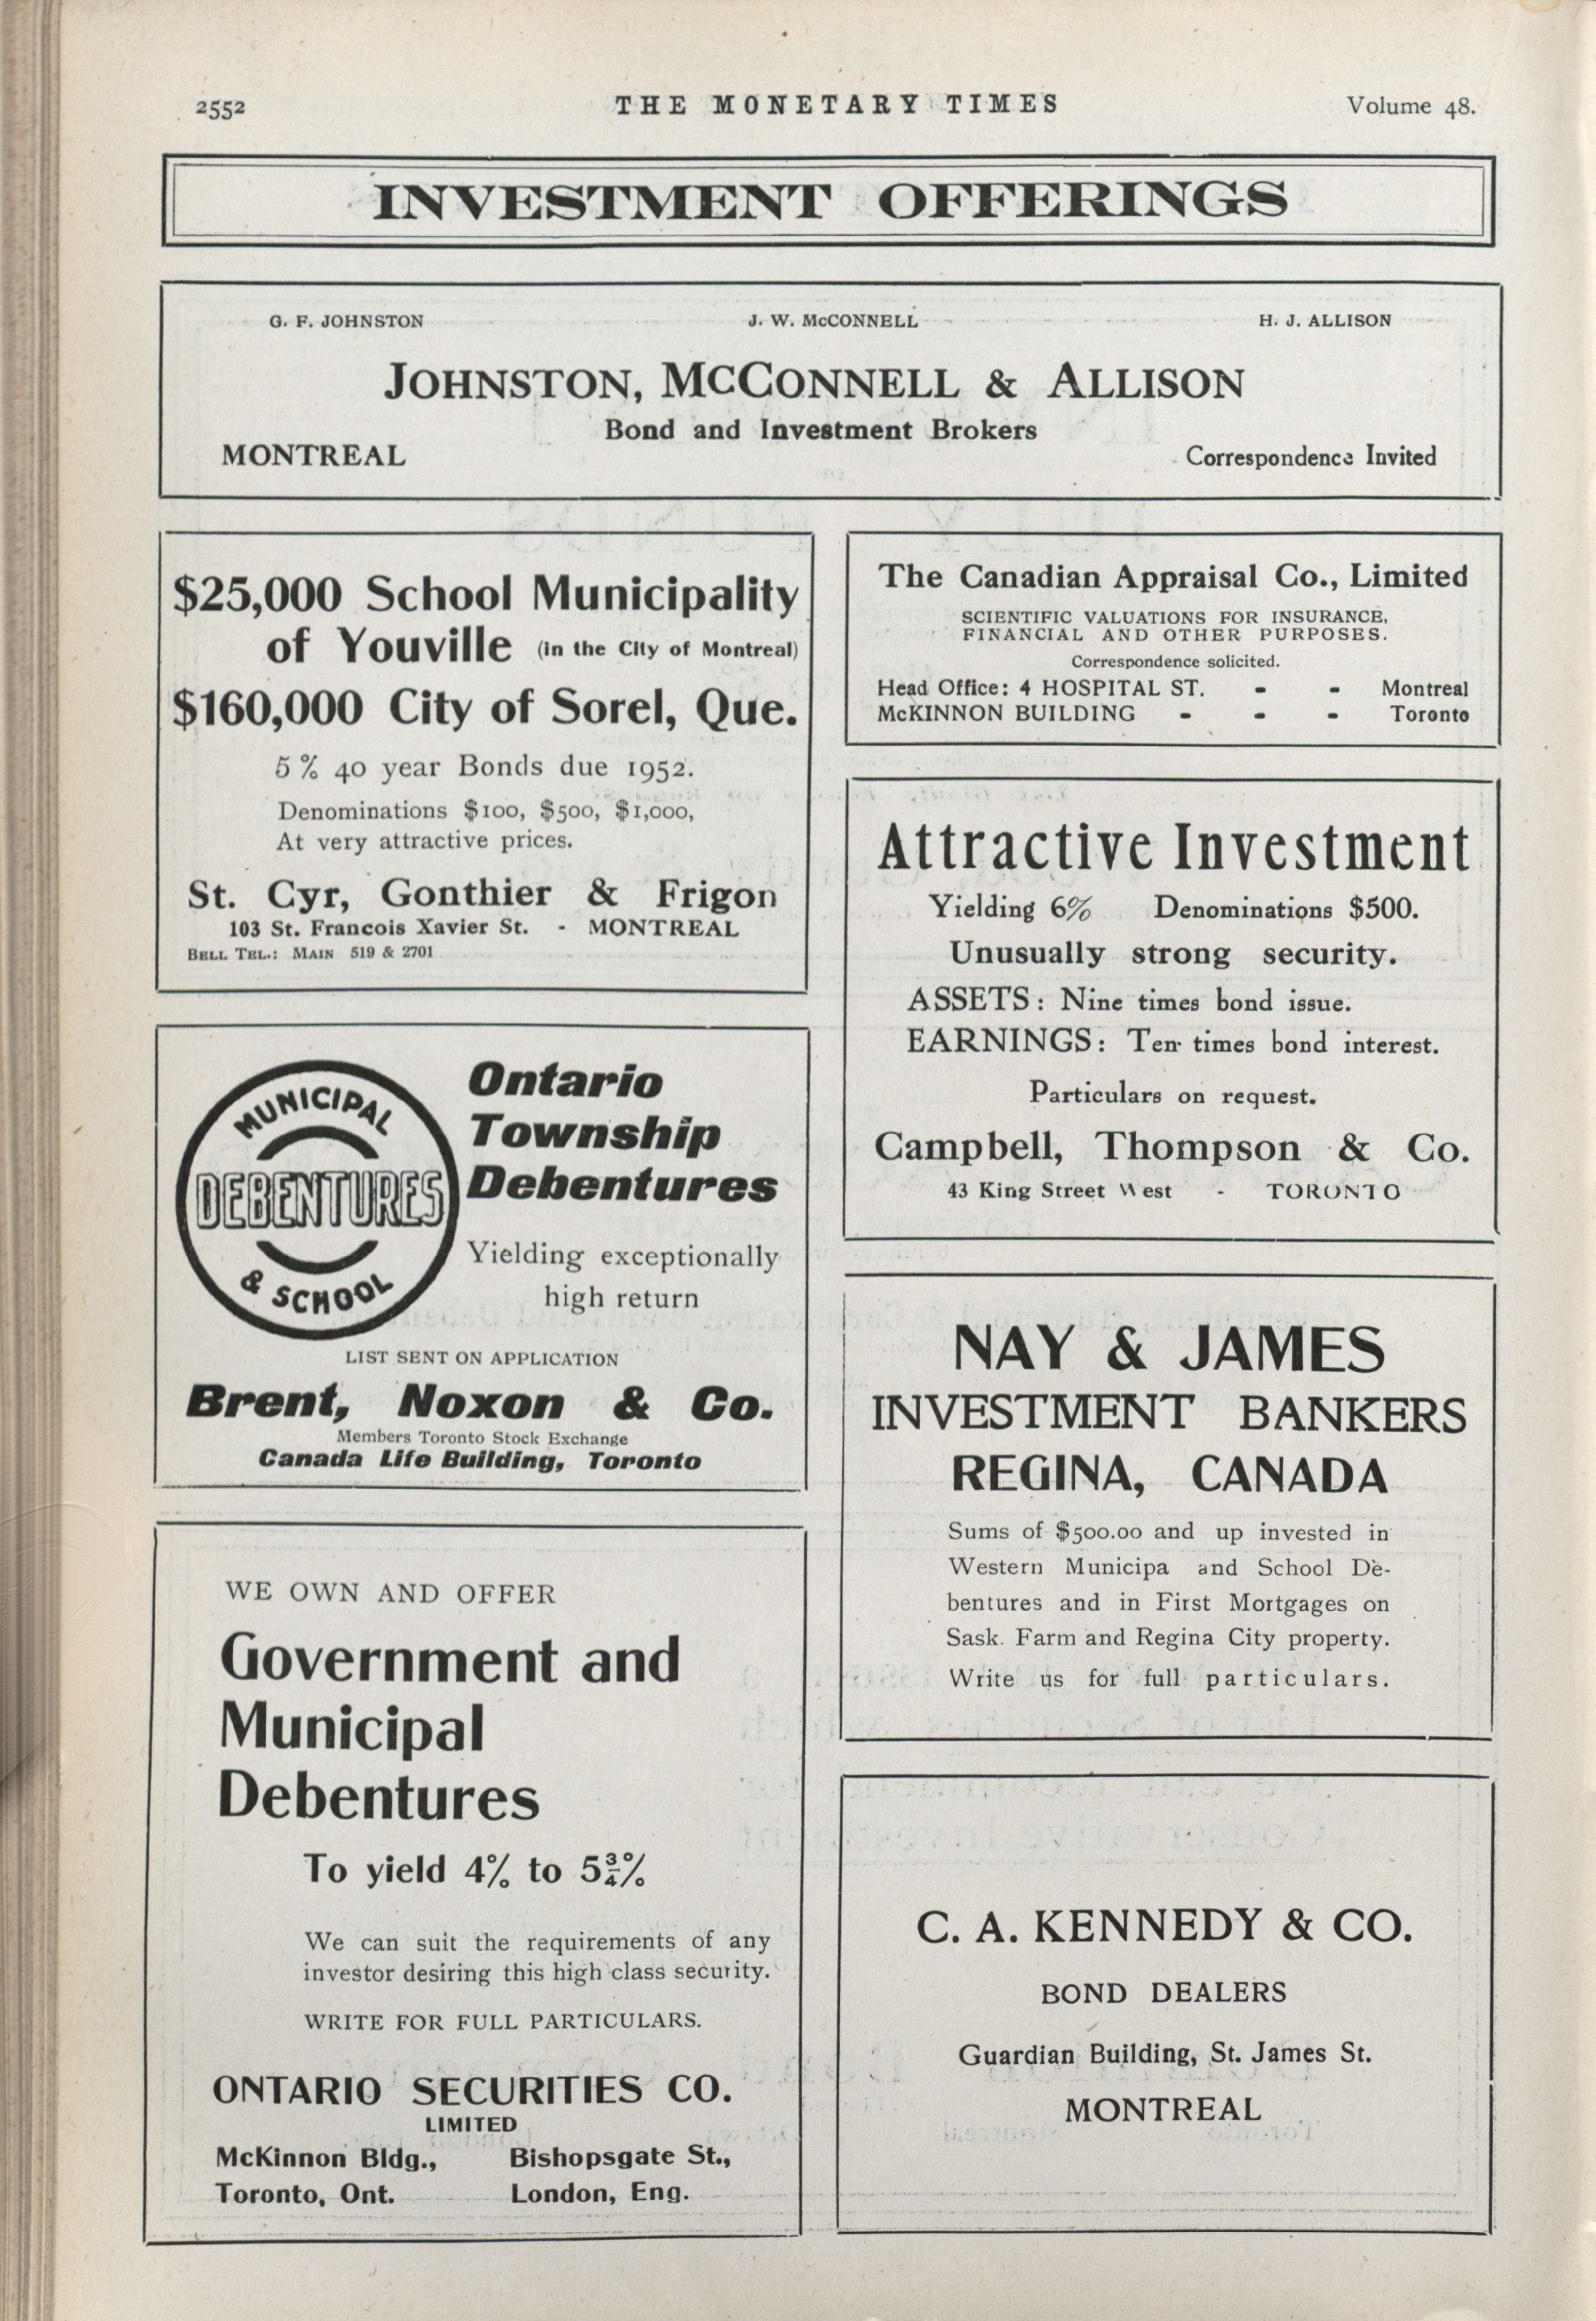 2552
THE MONETARY TIMES
Volume 48.
INVESTMENT OFFERINGS
G. F. JOHNSTON
J. W. McCONNELL
H. J. ALLISON
JOHNSTON, MCCONNELL & ALLISON
Bond and Investment Brokers
MONTREAL
Correspondence Invited
$25,000 School Municipality
of Youville (in the City of Montreal)
$160,000 City of Sorel, Que.
5% 40 year Bonds due 1952.
Denominations $100, $500, $1,000,
At very attractive prices.
St. Cyr, Gonthier & Frigon
103 St. Francois Xavier St. - MONTREAL
BELL TEL.: MAIN 519 & 2701
MUNICIPAL
DEBENTURES
& SCHOOL
Ontario
Township
Debentures
Yielding exceptionally
high return
LIST SENT ON APPLICATION
Brent, Noxon & Co.
Members Toronto Stock Exchange
Canada Life Building, Toronto
WE OWN AND OFFER
Government and
Municipal
Debentures
To yield 4% to 5¾%
We can suit the requirements of any
investor desiring this high class security.
WRITE FOR FULL PARTICULARS.
ONTARIO SECURITIES CO.
LIMITED
McKinnon Bldg., Bishopsgate St.,
Toronto, Ont. London, Eng.
The Canadian Appraisal Co., Limited
SCIENTIFIC VALUATIONS FOR INSURANCE,
FINANCIAL AND OTHER PURPOSES.
Correspondence solicited.
Head Office: 4 HOSPITAL ST. - - Montreal
McKINNON BUILDING - - - Toronto
Attractive Investment
Yielding 6% Denominations $500.
Unusually strong security.
ASSETS: Nine times bond issue.
EARNINGS: Ten times bond interest.
Particulars on request.
Campbell, Thompson & Co.
43 King Street West - TORONTO
NAY & JAMES
INVESTMENT BANKERS
REGINA, CANADA
Sums of $500.00 and up invested in
Western Municipa and School De-
bentures and in First Mortgages on
Sask. Farm and Regina City property.
Write us for full particulars.
C. A. KENNEDY & CO.
BOND DEALERS
Guardian Building, St. James St.
MONTREAL